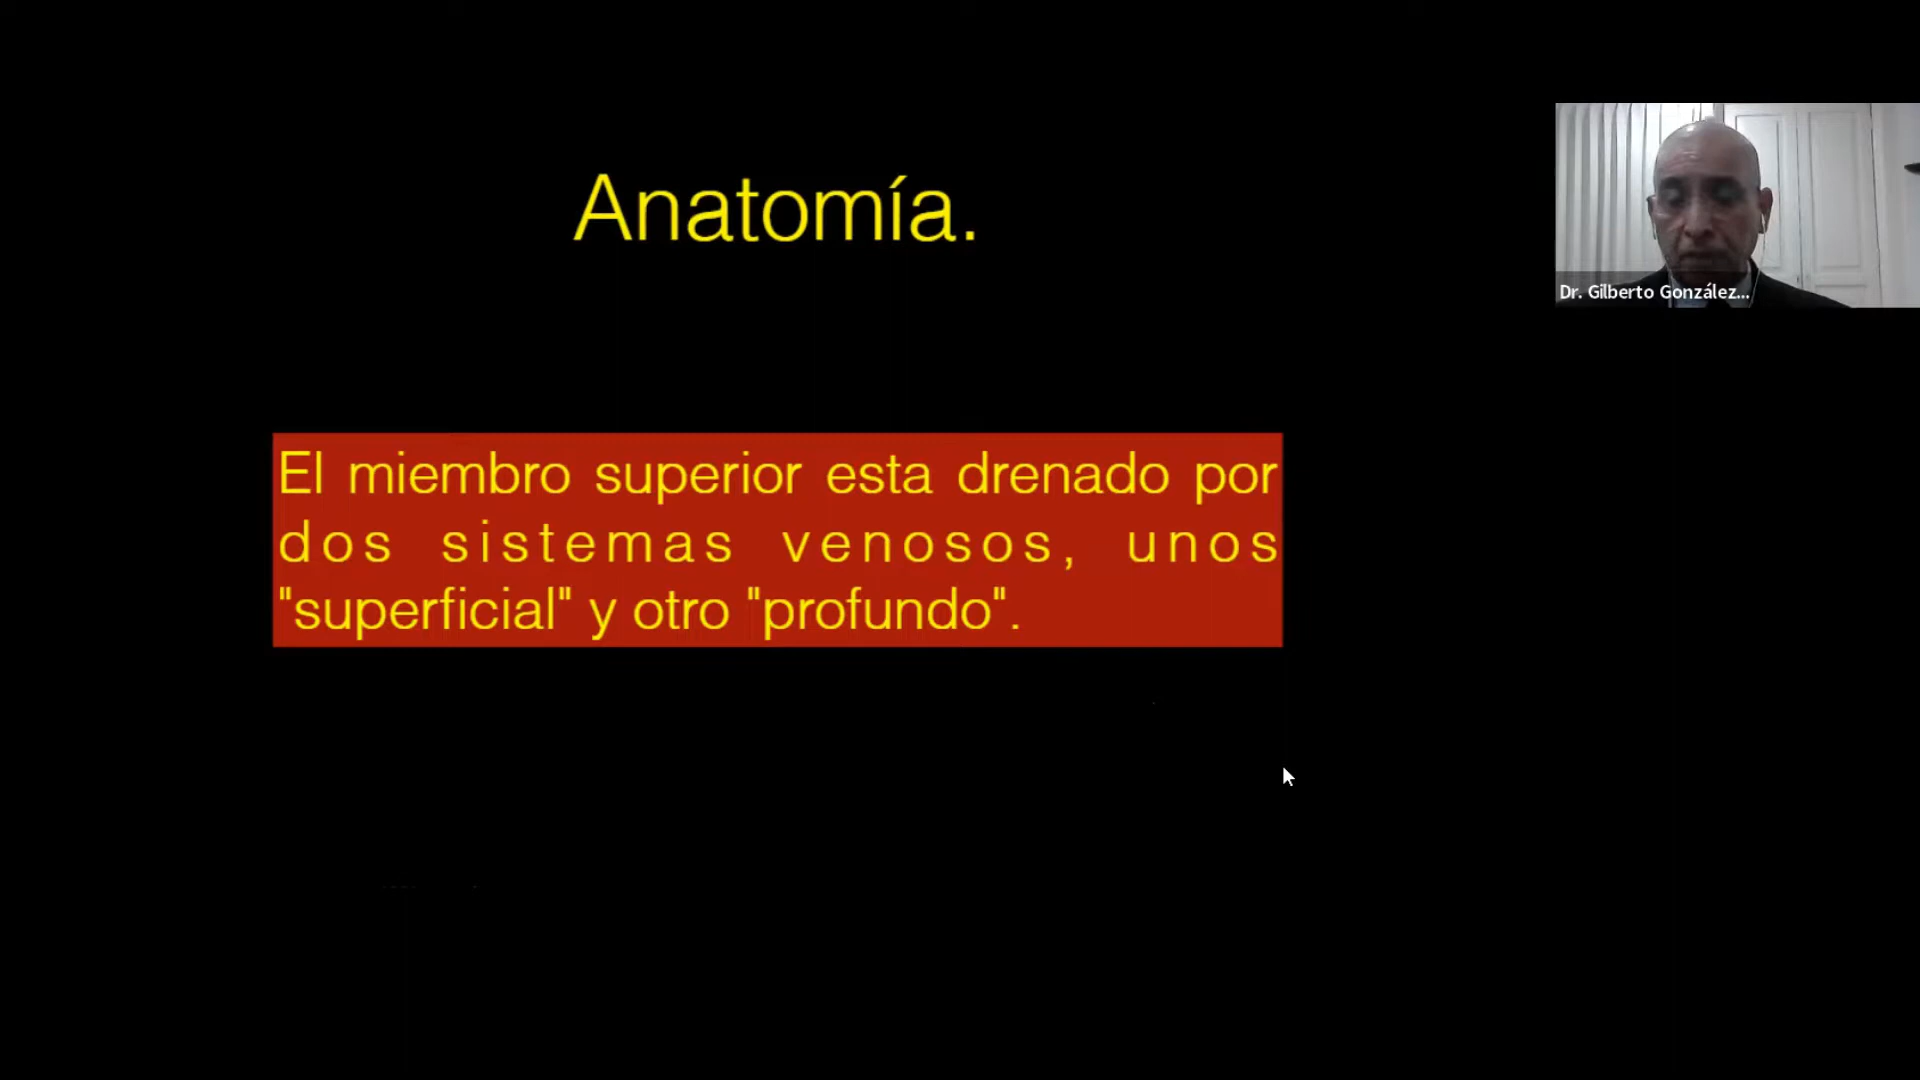 Anatomía.
El miembro superior esta drenado por
dos sistemas venosos, unos
"superficial" y otro "profundo".
Dr. Gilberto González...